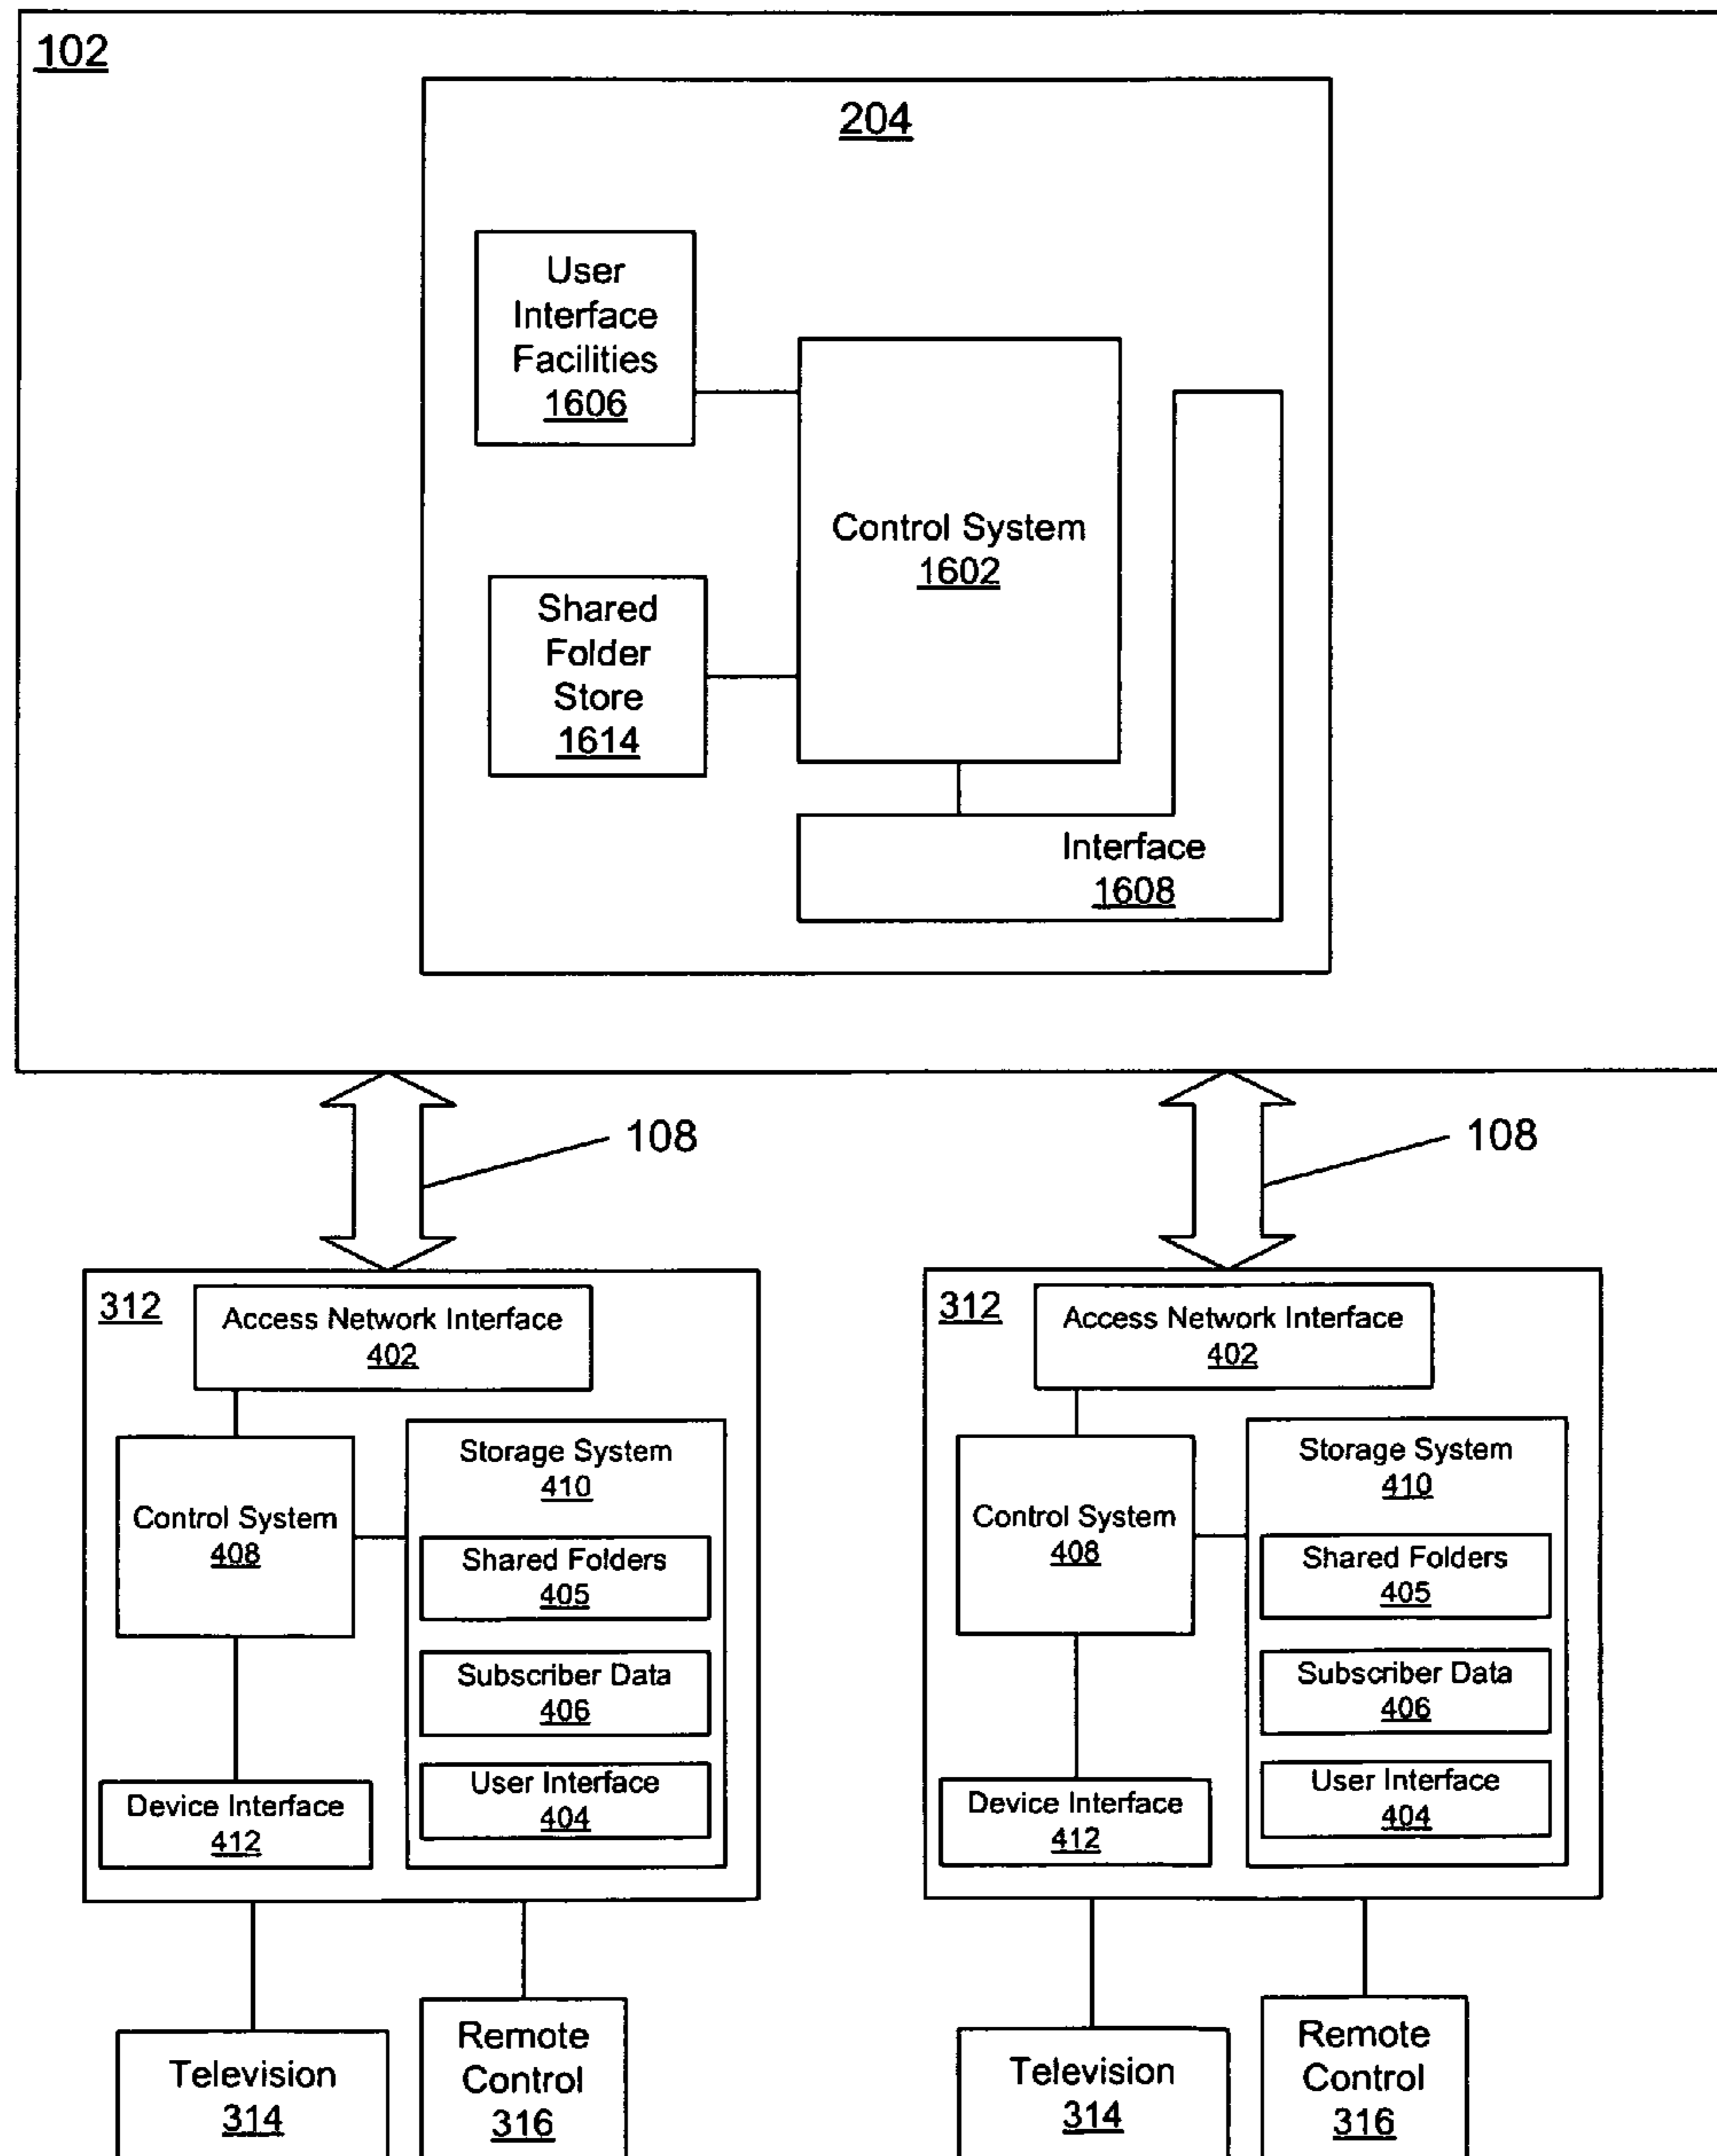 102
204
User
Interface
Facilities
1606
Control System
1602
Shared
Folder
Store
1614
Interface
1608
108
108
312
Access Network Interface
402
Control System
408
Storage System
410
Shared Folders
405
Subscriber Data
406
User Interface
404
Device Interface
412
312
Access Network Interface
402
Control System
408
Storage System
410
Shared Folders
405
Subscriber Data
406
User Interface
404
Device Interface
412
Television
314
Remote
Control
316
Television
314
Remote
Control
316